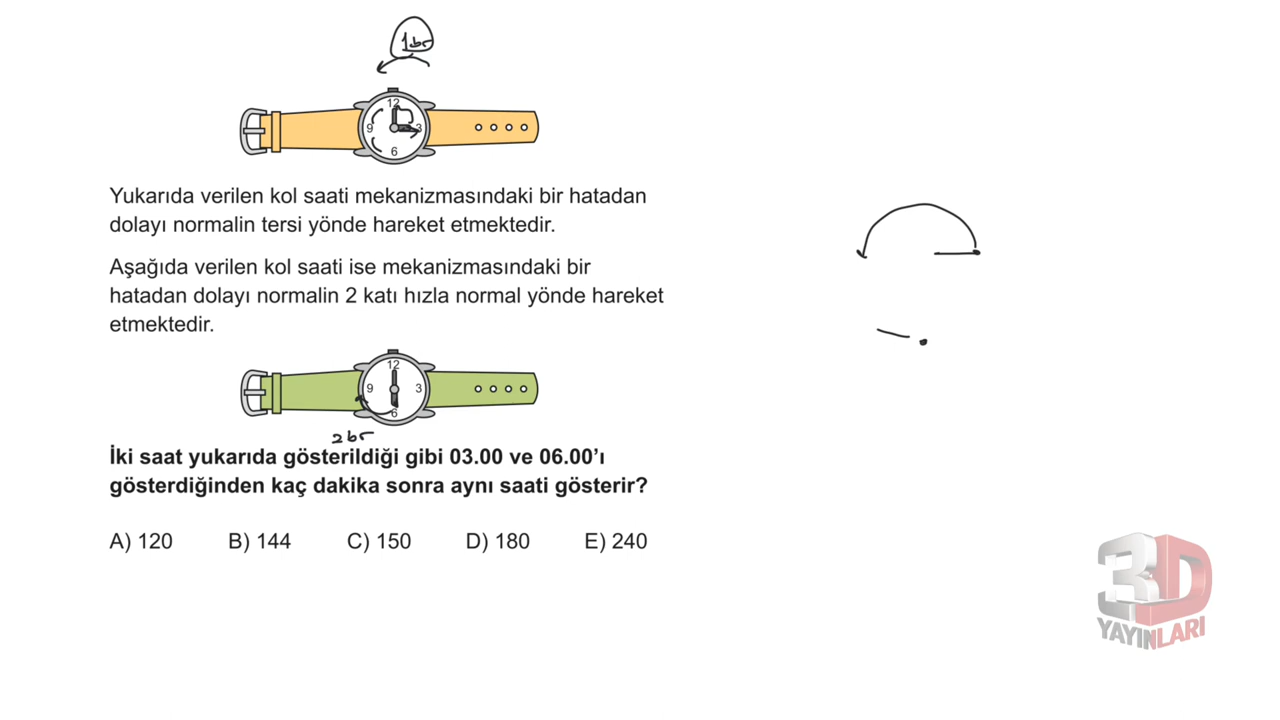 1br
12
9 3
6
Yukarıda verilen kol saati mekanizmasındaki bir hatadan
dolayı normalin tersi yönde hareket etmektedir.
Aşağıda verilen kol saati ise mekanizmasındaki bir
hatadan dolayı normalin 2 katı hızla normal yönde hareket
etmektedir.
12
9 3
6
2br
İki saat yukarıda gösterildiği gibi 03.00 ve 06.00’ı
gösterdiğinden kaç dakika sonra aynı saati gösterir?
A) 120 B) 144 C) 150 D) 180 E) 240
3D
YAYINLARI